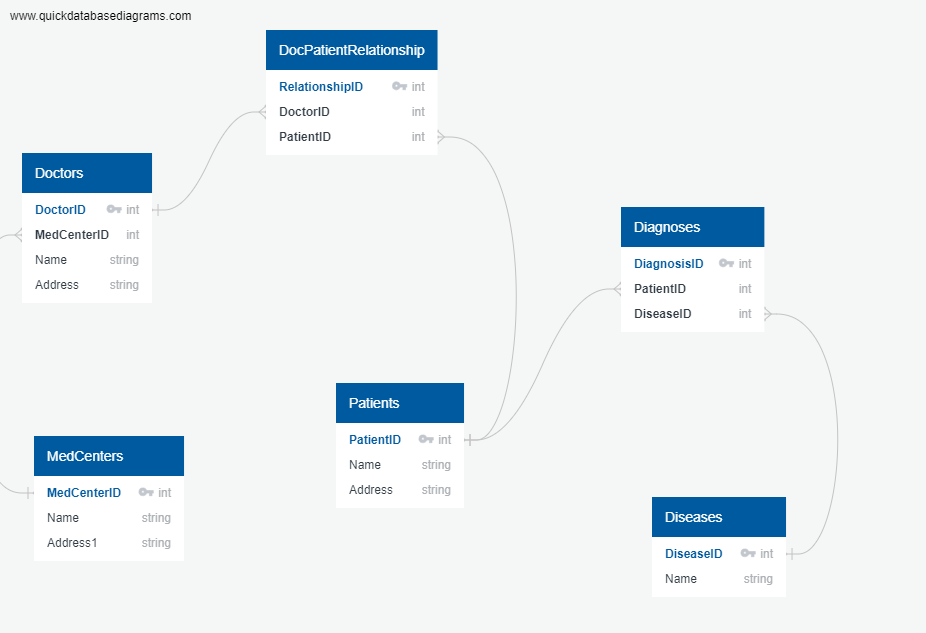 www.quickdatabasediagrams.com
DocPatientRelationship
RelationshipID int
DoctorID int
PatientID int
Doctors
DoctorID int
MedCenterID int
Name string
Address string
Diagnoses
DiagnosisID int
PatientID int
DiseaseID int
Patients
PatientID int
Name string
Address string
MedCenters
MedCenterID int
Name string
Address1 string
Diseases
DiseaseID int
Name string